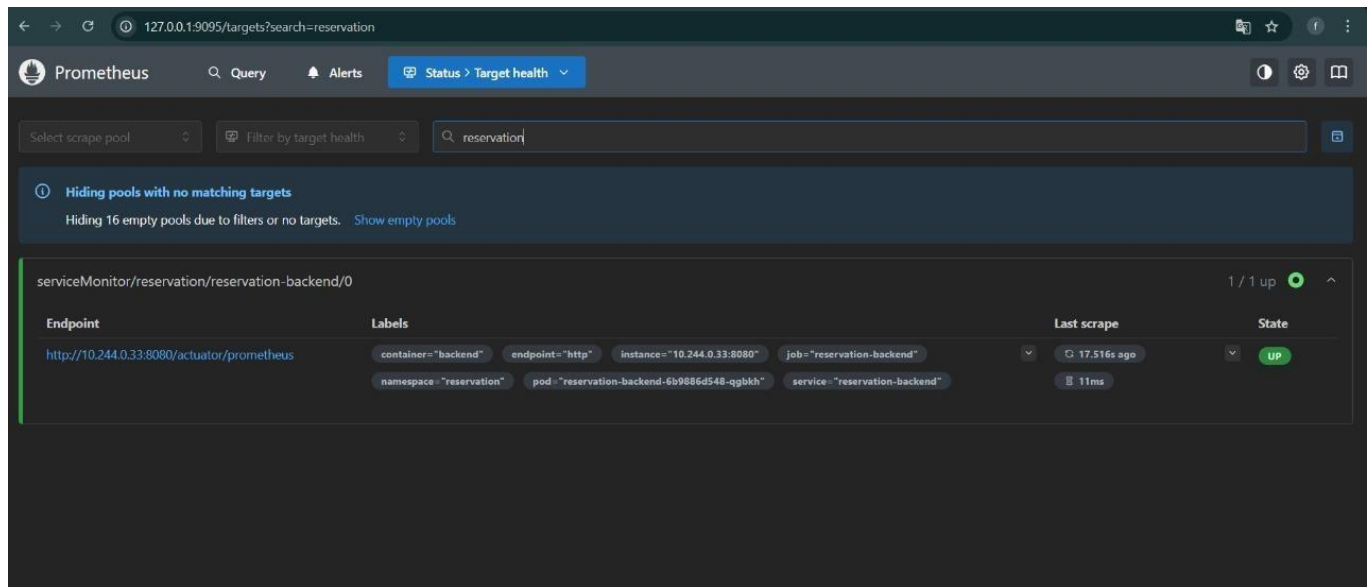 127.0.0.1:9095/targets?search=reservation
f
Prometheus Query Alerts Status > Target health
Select scrape pool Filter by target health reservation
Hiding pools with no matching targets
Hiding 16 empty pools due to filters or no targets. Show empty pools
serviceMonitor/reservation/reservation-backend/0 1 / 1 up
Endpoint Labels Last scrape State
http://10.244.0.33:8080/actuator/prometheus container="backend" endpoint="http" instance="10.244.0.33:8080" job="reservation-backend" 17.516s ago UP
namespace="reservation" pod="reservation-backend-6b9886d548-qgbkh" service="reservation-backend" 11ms